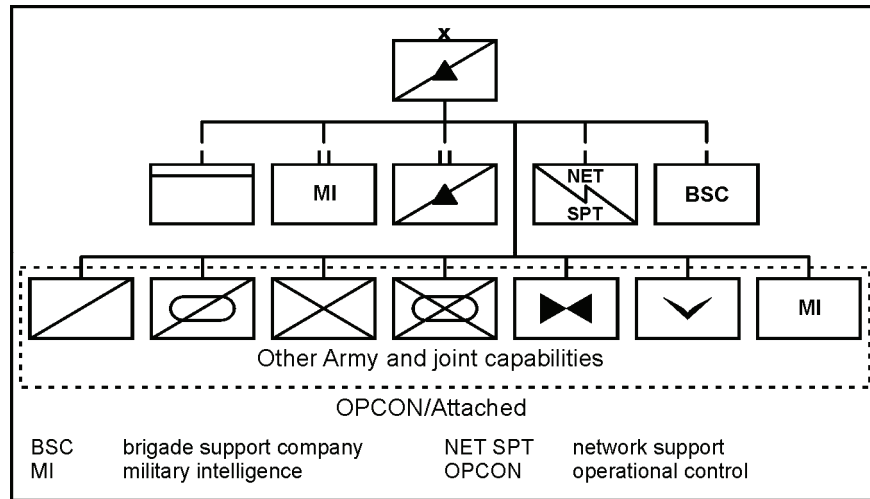 x
MI
NET
SPT
BSC
MI
Other Army and joint capabilities
OPCON/Attached
BSC brigade support company NET SPT network support
MI military intelligence OPCON operational control